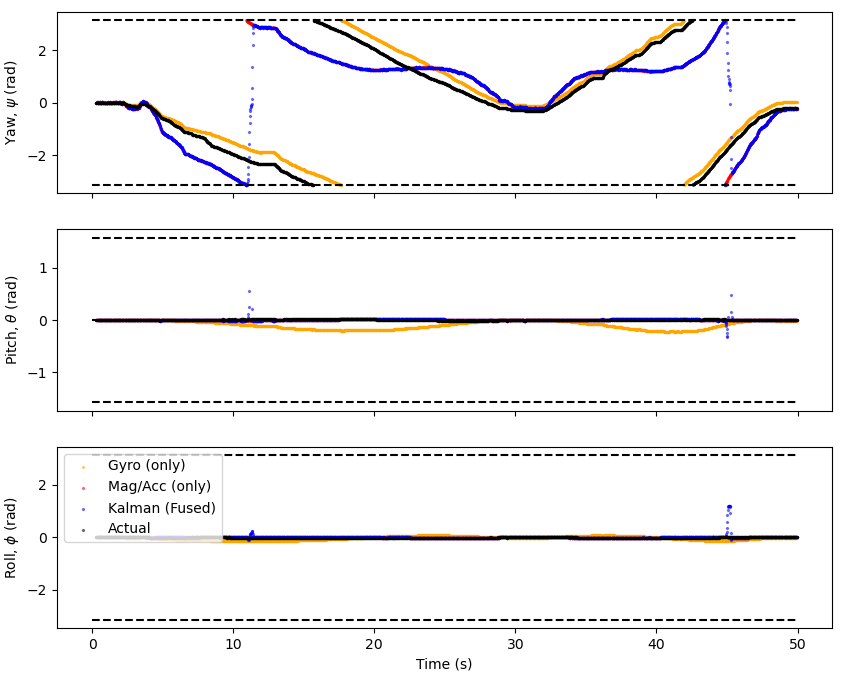 2
0
−2
Yaw, ψ (rad)
1
0
−1
Pitch, θ (rad)
2
0
−2
Roll, ϕ (rad)
Gyro (only)
Mag/Acc (only)
Kalman (Fused)
Actual
0 10 20 30 40 50
Time (s)